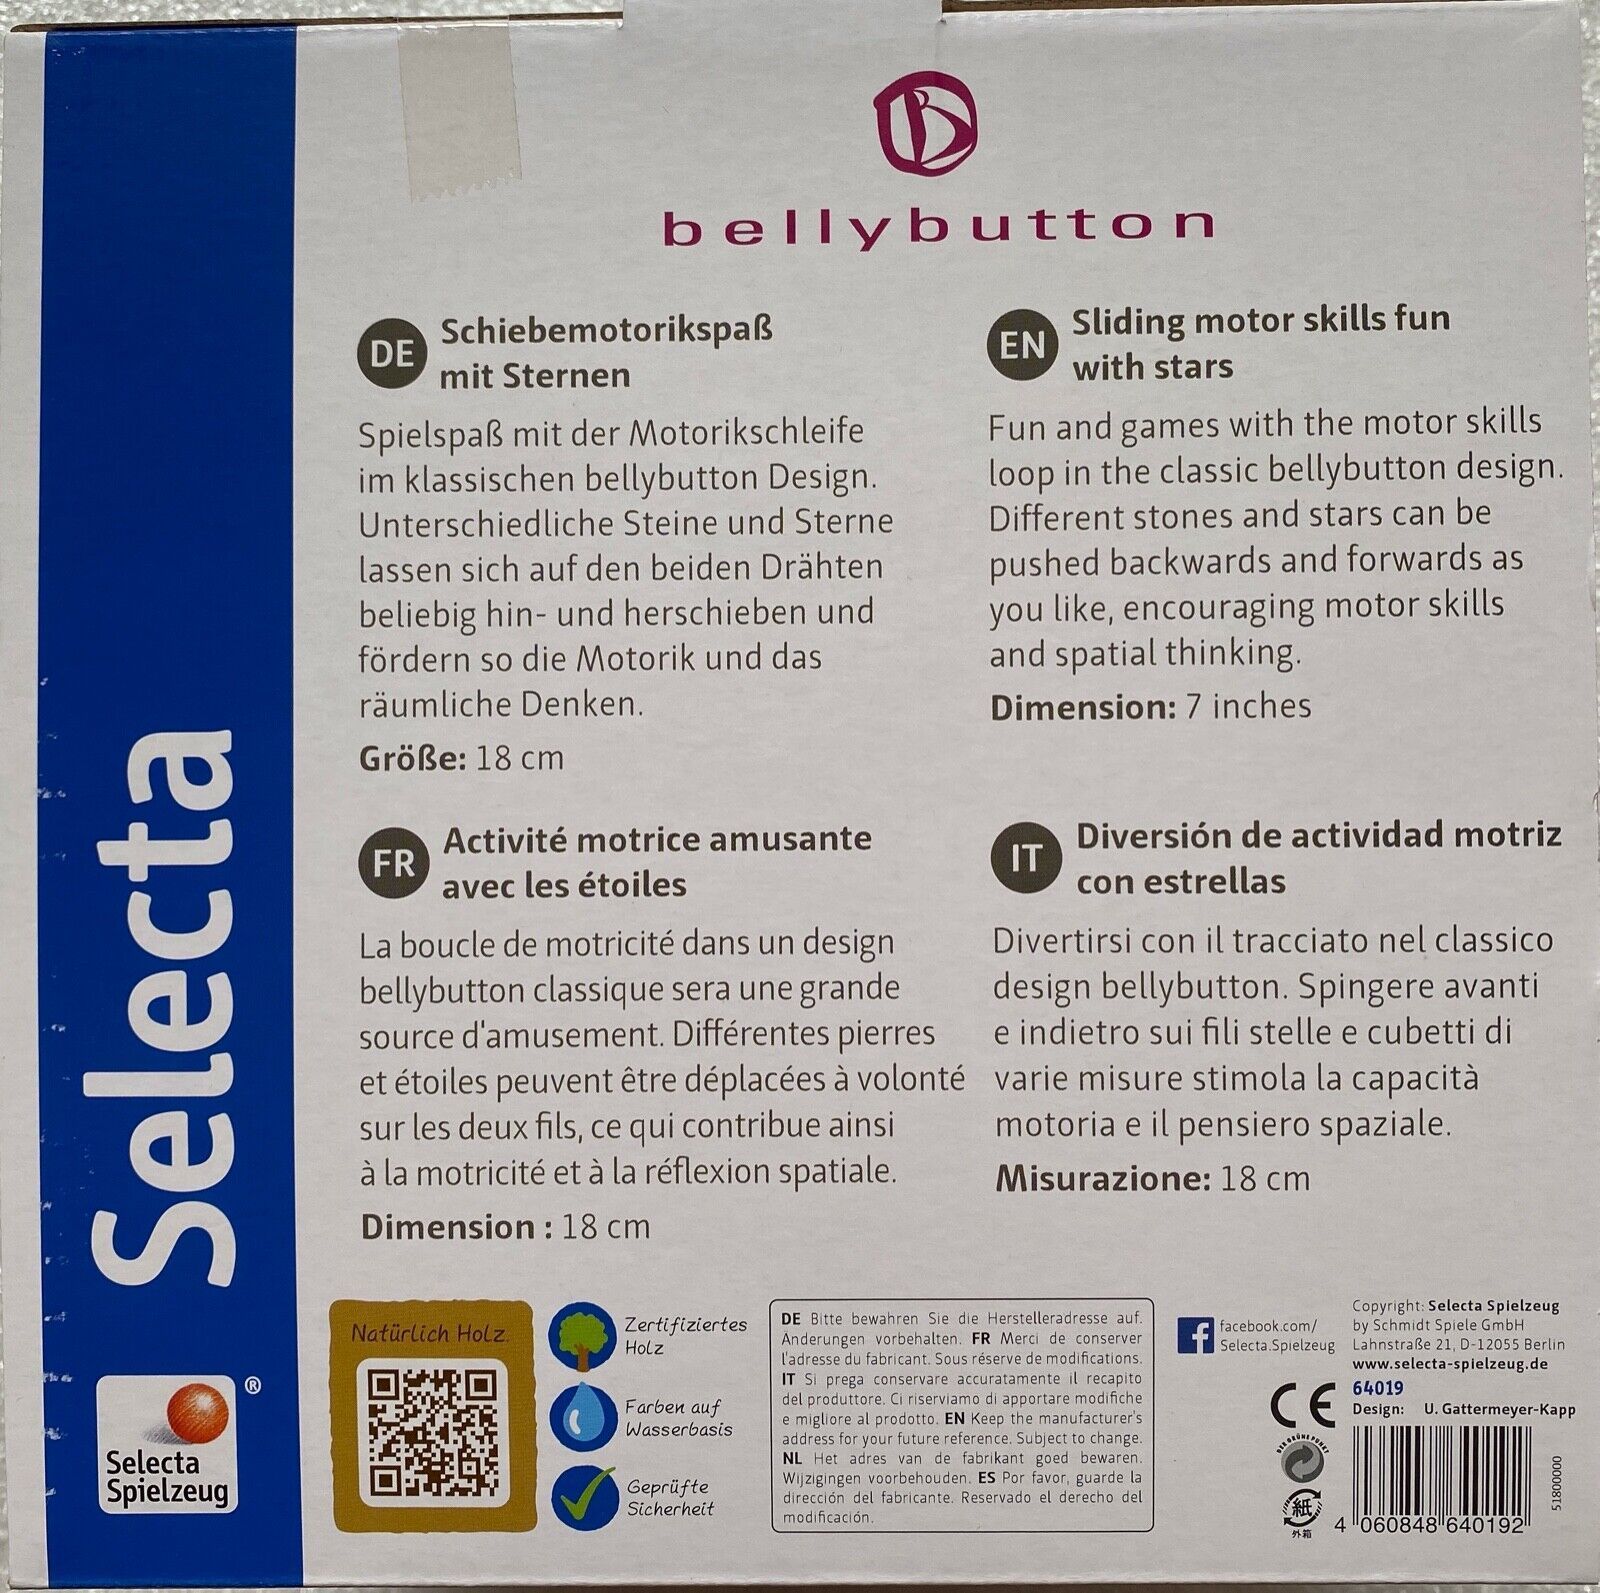 bellybutton
DE
Schiebemotorikspaß
mit Sternen
Spielspaß mit der Motorikschleife
im klassischen bellybutton Design.
Unterschiedliche Steine und Sterne
lassen sich auf den beiden Drähten
beliebig hin- und herschieben und
fördern so die Motorik und das
räumliche Denken.
Größe: 18 cm
EN
Sliding motor skills fun
with stars
Fun and games with the motor skills
loop in the classic bellybutton design.
Different stones and stars can be
pushed backwards and forwards as
you like, encouraging motor skills
and spatial thinking.
Dimension: 7 inches
FR
Activité motrice amusante
avec les étoiles
La boucle de motricité dans un design
bellybutton classique sera une grande
source d'amusement. Différentes pierres
et étoiles peuvent être déplacées à volonté
sur les deux fils, ce qui contribue ainsi
à la motricité et à la réflexion spatiale.
Dimension : 18 cm
IT
Diversión de actividad motriz
con estrellas
Divertirsi con il tracciato nel classico
design bellybutton. Spingere avanti
e indietro sui fili stelle e cubetti di
varie misure stimola la capacità
motoria e il pensiero spaziale.
Misurazione: 18 cm
Selecta
®
Selecta
Spielzeug
Natürlich Holz
Zertifiziertes
Holz
Farben auf
Wasserbasis
Geprüfte
Sicherheit
DE Bitte bewahren Sie die Herstelleradresse auf.
Änderungen vorbehalten. FR Merci de conserver
l'adresse du fabricant. Sous réserve de modifications.
IT Si prega conservare accuratamente il recapito
del produttore. Ci riserviamo di apportare modifiche
e migliore al prodotto. EN Keep the manufacturer's
address for your future reference. Subject to change.
NL Het adres van de fabrikant goed bewaren.
Wijzigingen voorbehouden. ES Por favor, guarde la
dirección del fabricante. Reservado el derecho del
modificación.
f
facebook.com/
Selecta.Spielzeug
Copyright: Selecta Spielzeug
by Schmidt Spiele GmbH
Lahnstraße 21, D-12055 Berlin
www.selecta-spielzeug.de
64019
Design: U. Gattermeyer-Kapp
CE
DER GRÜNE PUNKT
紙
外箱
4 060848 640192
51800000